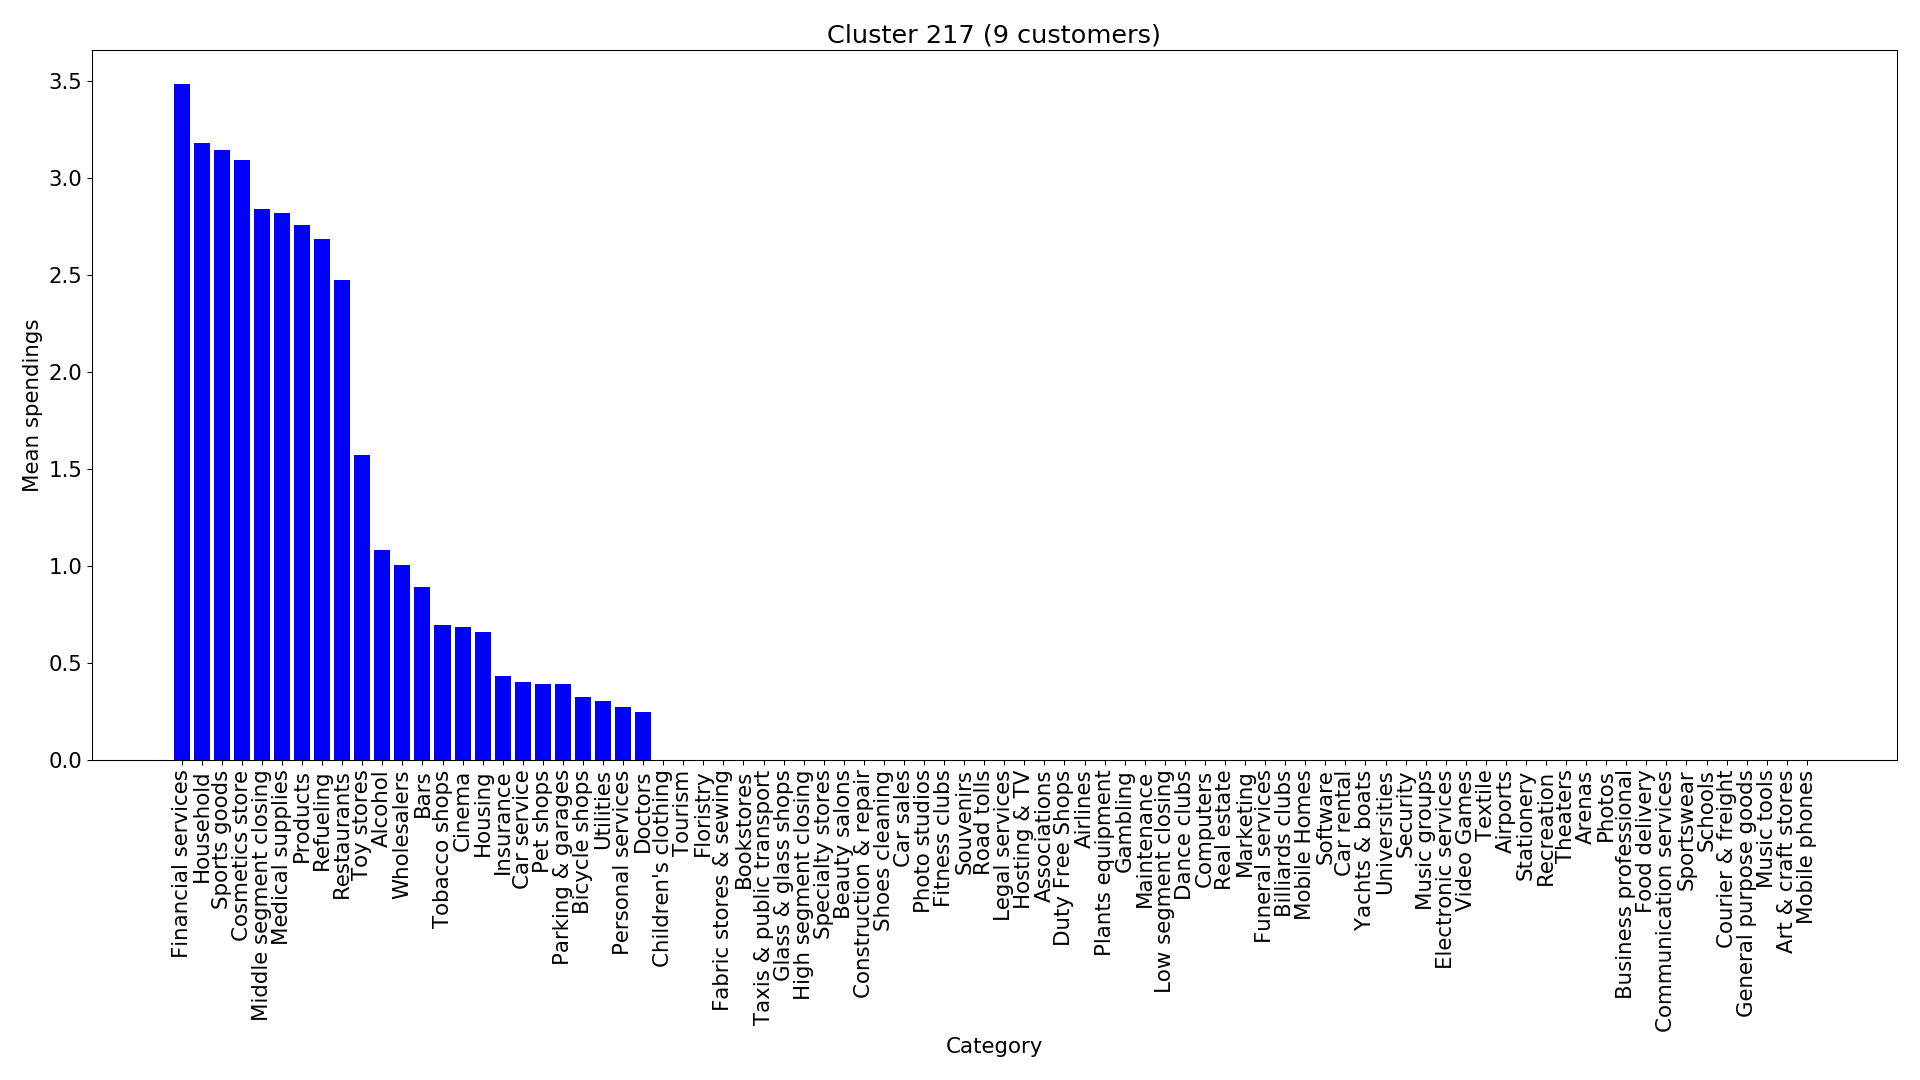 Cluster 217 (9 customers)
Mean spendings
3.5
3.0
2.5
2.0
1.5
1.0
0.5
0.0
Financial services
Household
Sports goods
Cosmetics store
Middle segment closing
Medical supplies
Products
Refueling
Restaurants
Toy stores
Alcohol
Wholesalers
Bars
Tobacco shops
Cinema
Housing
Insurance
Car service
Pet shops
Parking & garages
Bicycle shops
Utilities
Personal services
Doctors
Children's clothing
Tourism
Floristry
Fabric stores & sewing
Bookstores
Taxis & public transport
Glass & glass shops
High segment closing
Specialty stores
Beauty salons
Construction & repair
Shoes cleaning
Car sales
Photo studios
Fitness clubs
Souvenirs
Road tolls
Legal services
Hosting & TV
Associations
Duty Free Shops
Airlines
Plants equipment
Gambling
Maintenance
Low segment closing
Dance clubs
Computers
Real estate
Marketing
Funeral services
Billiards clubs
Mobile Homes
Software
Car rental
Yachts & boats
Universities
Security
Music groups
Electronic services
Video Games
Textile
Airports
Stationery
Recreation
Theaters
Arenas
Photos
Business professional
Food delivery
Communication services
Sportswear
Schools
Courier & freight
General purpose goods
Music tools
Art & craft stores
Mobile phones
Category